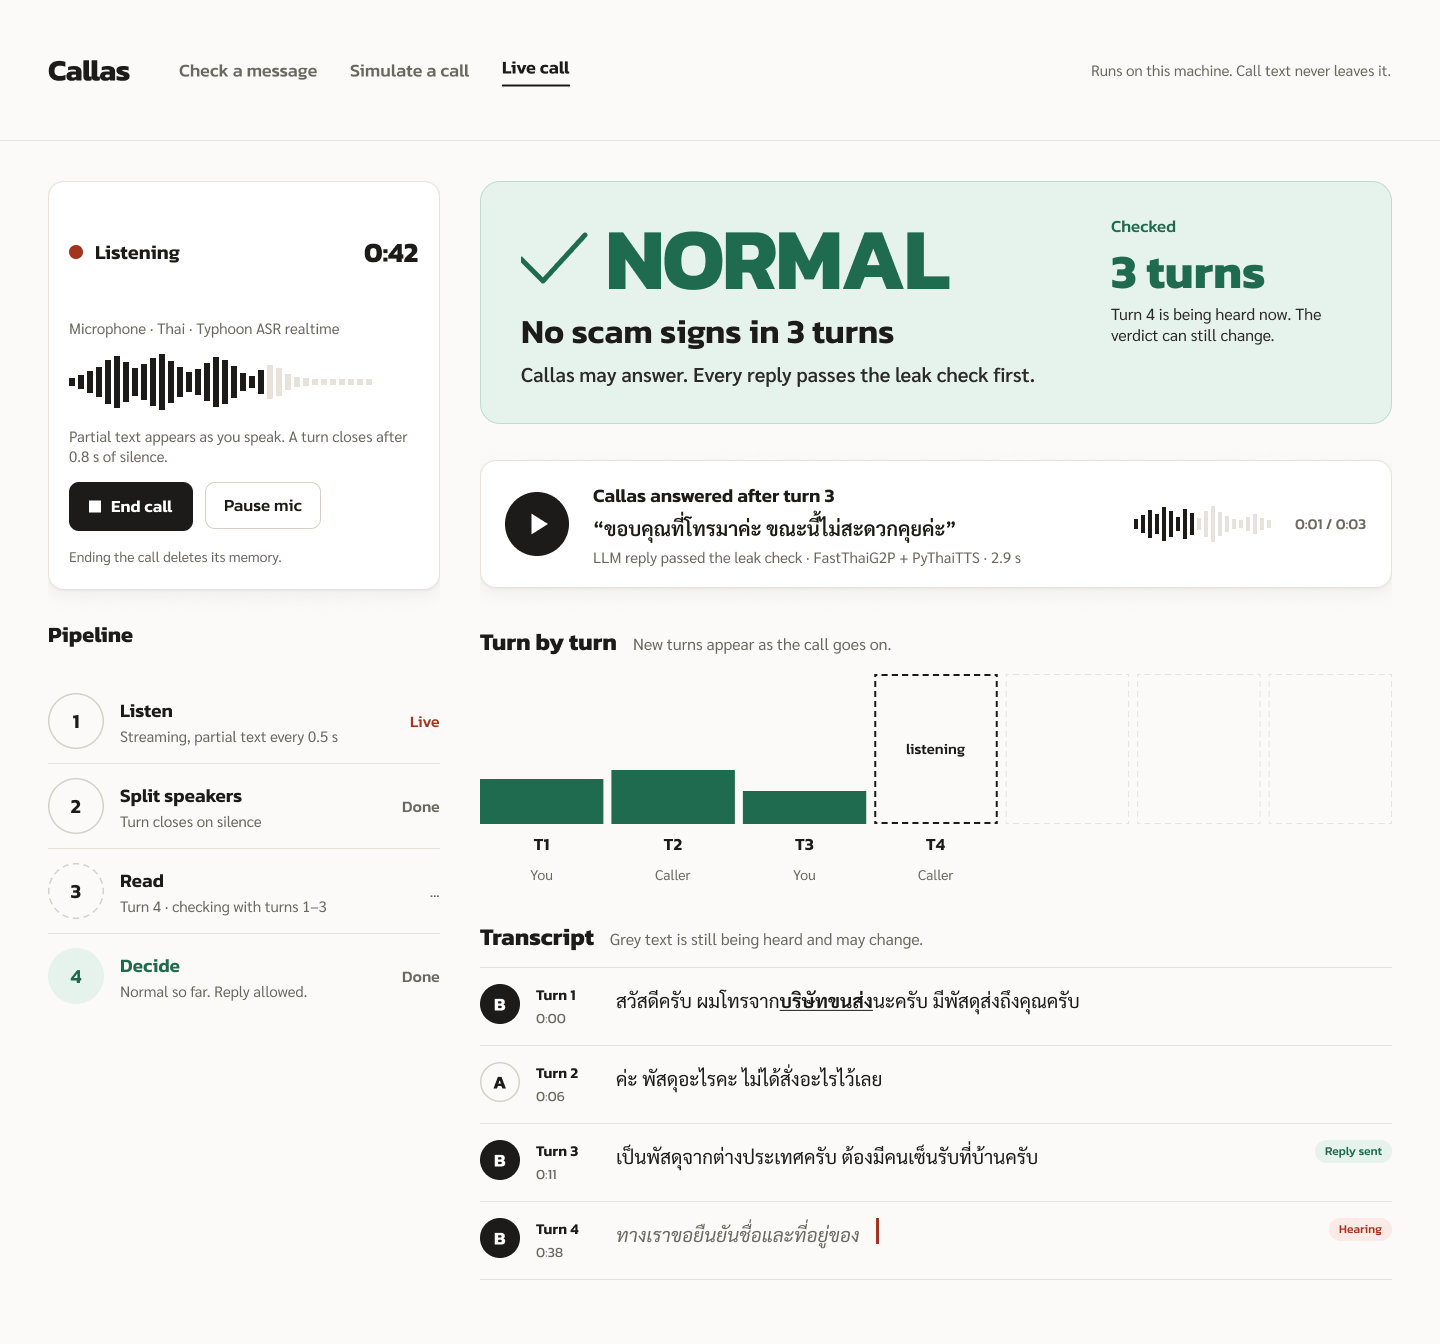 Callas
Check a message
Simulate a call
Live call
Runs on this machine. Call text never leaves it.
Listening
0:42
Microphone · Thai · Typhoon ASR realtime
Partial text appears as you speak. A turn closes after
0.8 s of silence.
End call
Pause mic
Ending the call deletes its memory.
Pipeline
1
Listen
Streaming, partial text every 0.5 s
Live
2
Split speakers
Turn closes on silence
Done
3
Read
Turn 4 · checking with turns 1–3
...
4
Decide
Normal so far. Reply allowed.
Done
NORMAL
No scam signs in 3 turns
Callas may answer. Every reply passes the leak check first.
Checked
3 turns
Turn 4 is being heard now. The
verdict can still change.
Callas answered after turn 3
“ขอบคุณที่โทรมาค่ะ ขณะนี้ไม่สะดวกคุยค่ะ”
LLM reply passed the leak check · FastThaiG2P + PyThaiTTS · 2.9 s
0:01 / 0:03
Turn by turn
New turns appear as the call goes on.
listening
T1
T2
T3
T4
You
Caller
You
Caller
Transcript
Grey text is still being heard and may change.
B
Turn 1
0:00
สวัสดีครับ ผมโทรจากบริษัทขนส่งนะครับ มีพัสดุส่งถึงคุณครับ
A
Turn 2
0:06
ค่ะ พัสดุอะไรคะ ไม่ได้สั่งอะไรไว้เลย
B
Turn 3
0:11
เป็นพัสดุจากต่างประเทศครับ ต้องมีคนเซ็นรับที่บ้านครับ
Reply sent
B
Turn 4
0:38
ทางเราขอยืนยันชื่อและที่อยู่ของ
Hearing